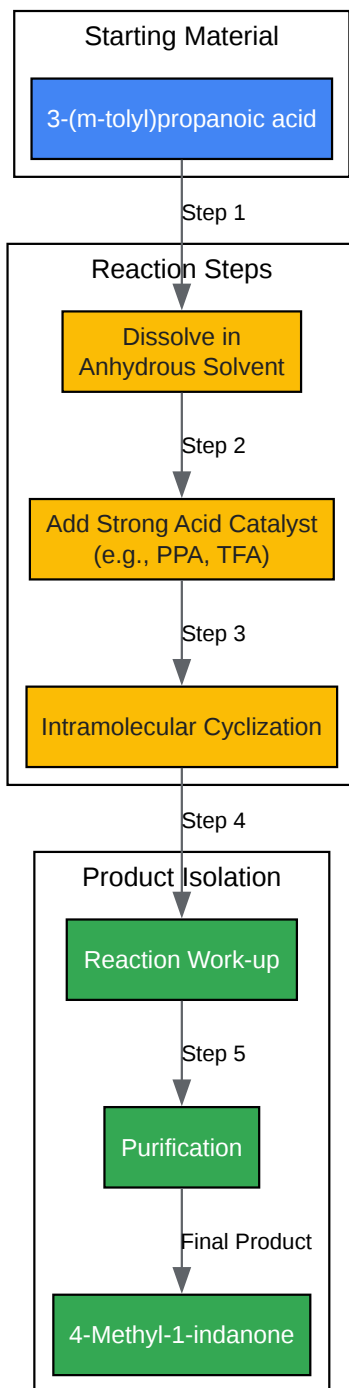 Starting Material
3-(m-tolyl)propanoic acid
Step 1
Reaction Steps
Dissolve in
Anhydrous Solvent
Step 2
Add Strong Acid Catalyst
(e.g., PPA, TFA)
Step 3
Intramolecular Cyclization
Step 4
Product Isolation
Reaction Work-up
Step 5
Purification
Final Product
4-Methyl-1-indanone